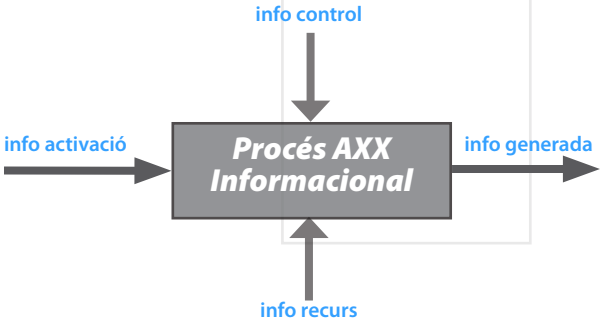 info control
info activació
Procés AXX
Informacional
info generada
info recurs